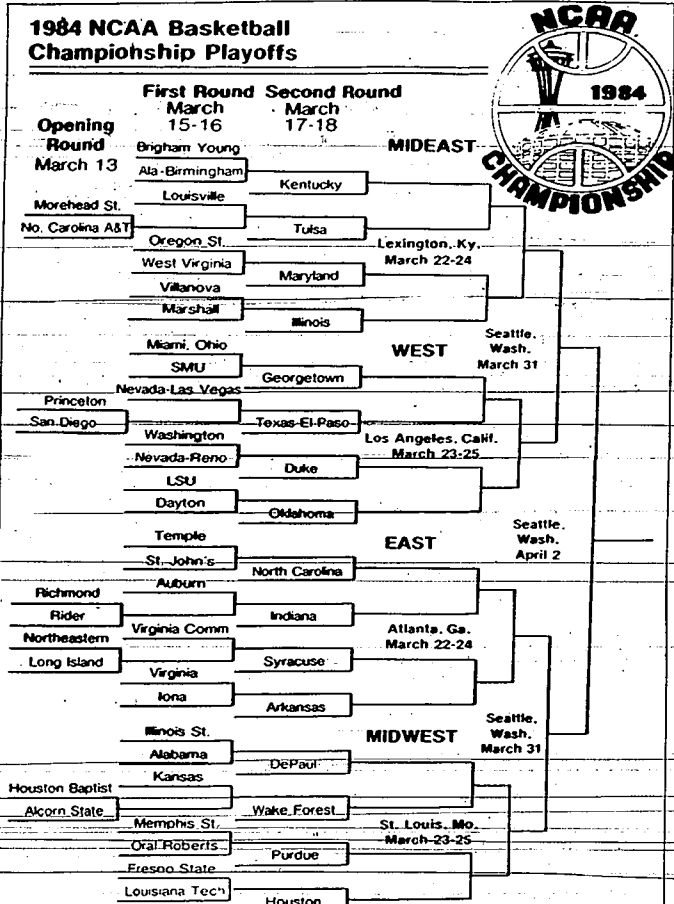 1984 NCAA Basketball
Championship Playoffs
NCAA
1984
CHAMPIONSHIP
First Round Second Round
March March
15-16 17-18
Opening
Round
March 13
MIDEAST
Brigham Young
Ala-Birmingham
Kentucky
Louisville
Morehead St.
No. Carolina A&T
Tulsa
Oregon St.
West Virginia
Maryland
Villanova
Marshall
Illinois
Lexington, Ky.
March 22-24
Seattle,
Wash.
March 31
WEST
Miami, Ohio
SMU
Georgetown
Nevada-Las Vegas
Princeton
San Diego
Texas-El-Paso
Washington
Nevada-Reno
Duke
LSU
Dayton
Oklahoma
Los Angeles, Calif.
March 23-25
Seattle,
Wash.
April 2
EAST
Temple
St. John's
North Carolina
Auburn
Richmond
Rider
Indiana
Northeastern
Long Island
Virginia Comm
Syracuse
Virginia
Iona
Arkansas
Atlanta, Ga.
March 22-24
Seattle,
Wash.
March 31
MIDWEST
Illinois St.
Alabama
DePaul
Kansas
Houston Baptist
Alcorn State
Wake Forest
Memphis St.
Oral Roberts
Purdue
Fresno State
Louisiana Tech
Houston
St. Louis, Mo.
March 23-25